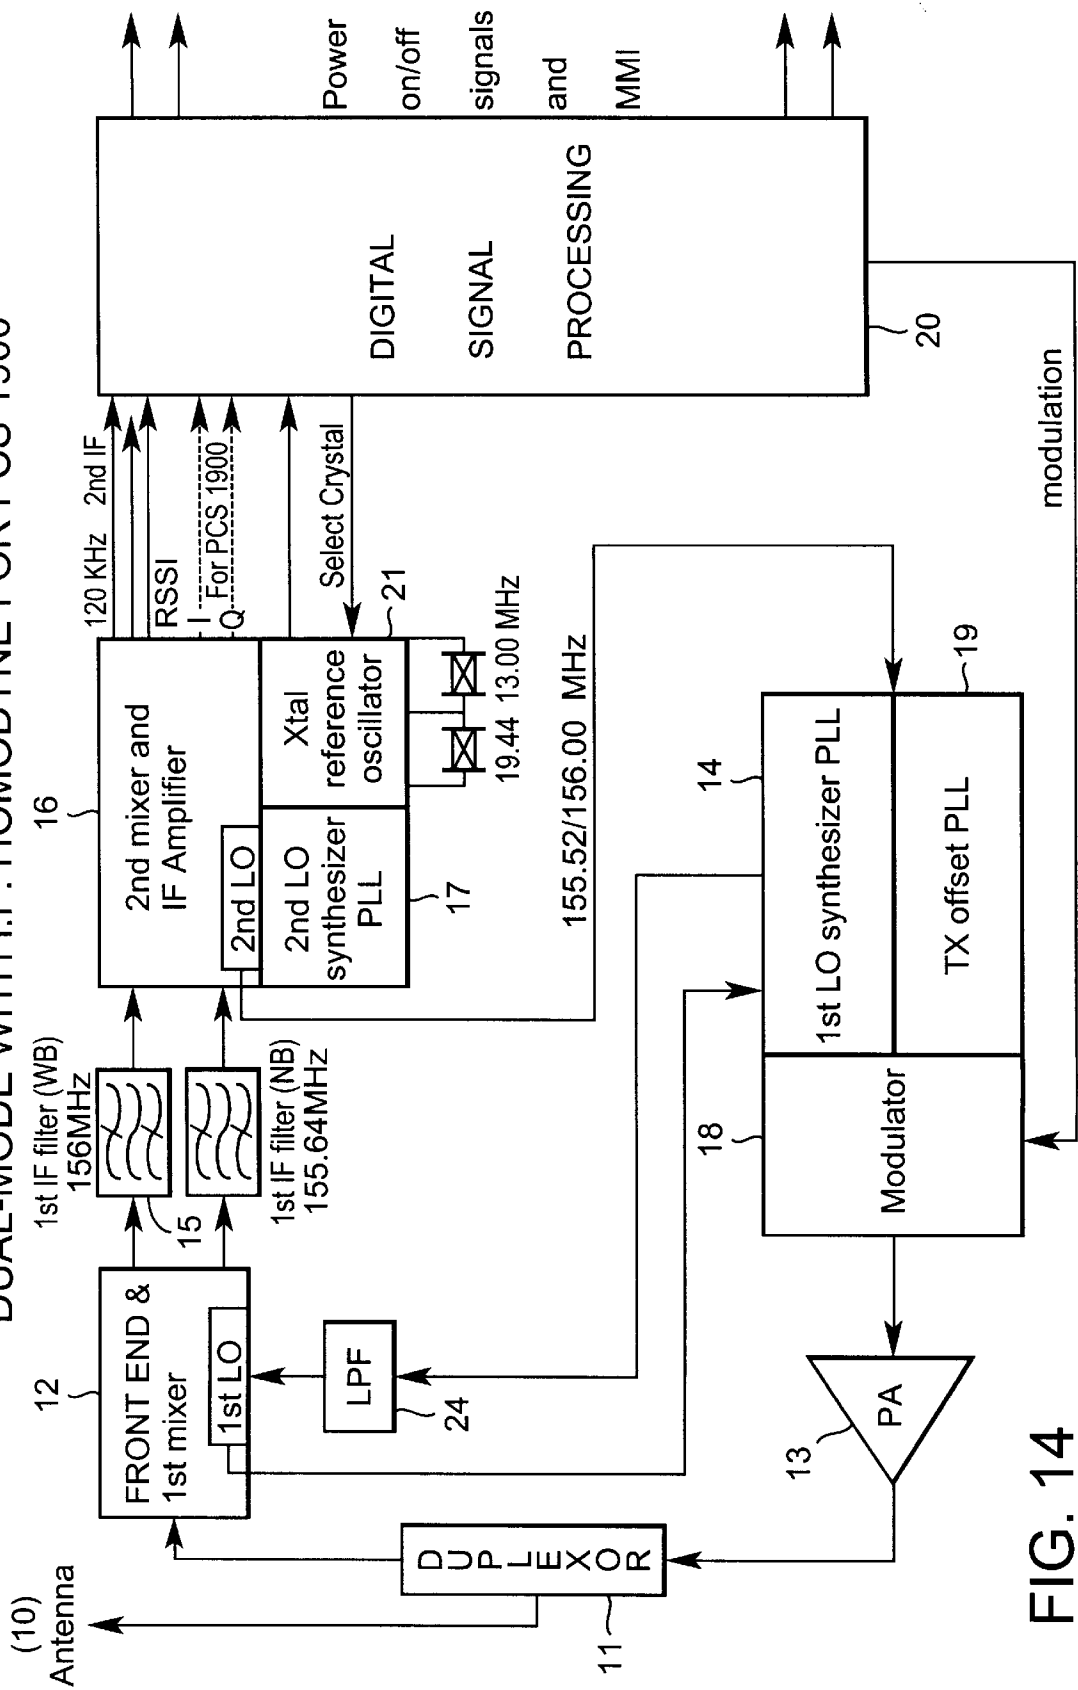 DUAL-MODE WITH I.F. HOMODYNE FOR PCS 1900
(10)
Antenna
12
FRONT END &
1st mixer
1st LO
1st IF filter (WB)
156MHz
15
1st IF filter (NB)
155.64MHz
16
2nd mixer and
IF Amplifier
2nd LO
2nd LO
synthesizer
PLL
17
Xtal
reference
oscillator
21
19.44 13.00 MHz
120 KHz 2nd IF
RSSI
I
Q
For PCS 1900
Select Crystal
DIGITAL
SIGNAL
PROCESSING
20
Power
on/off
signals
and
MMI
LPF
24
155.52/156.00 MHz
DUPLEXOR
11
14
1st LO synthesizer PLL
TX offset PLL
19
18
Modulator
modulation
13
PA
FIG. 14